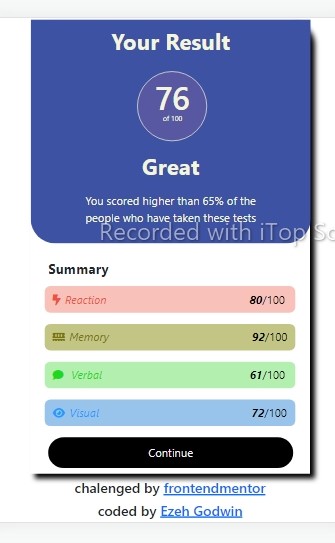 Your Result
76
of 100
Great
You scored higher than 65% of the
people who have taken these tests
Recorded with iTop Sc
Summary
Reaction 80/100
Memory 92/100
Verbal 61/100
Visual 72/100
Continue
chalenged by frontendmentor
coded by Ezeh Godwin